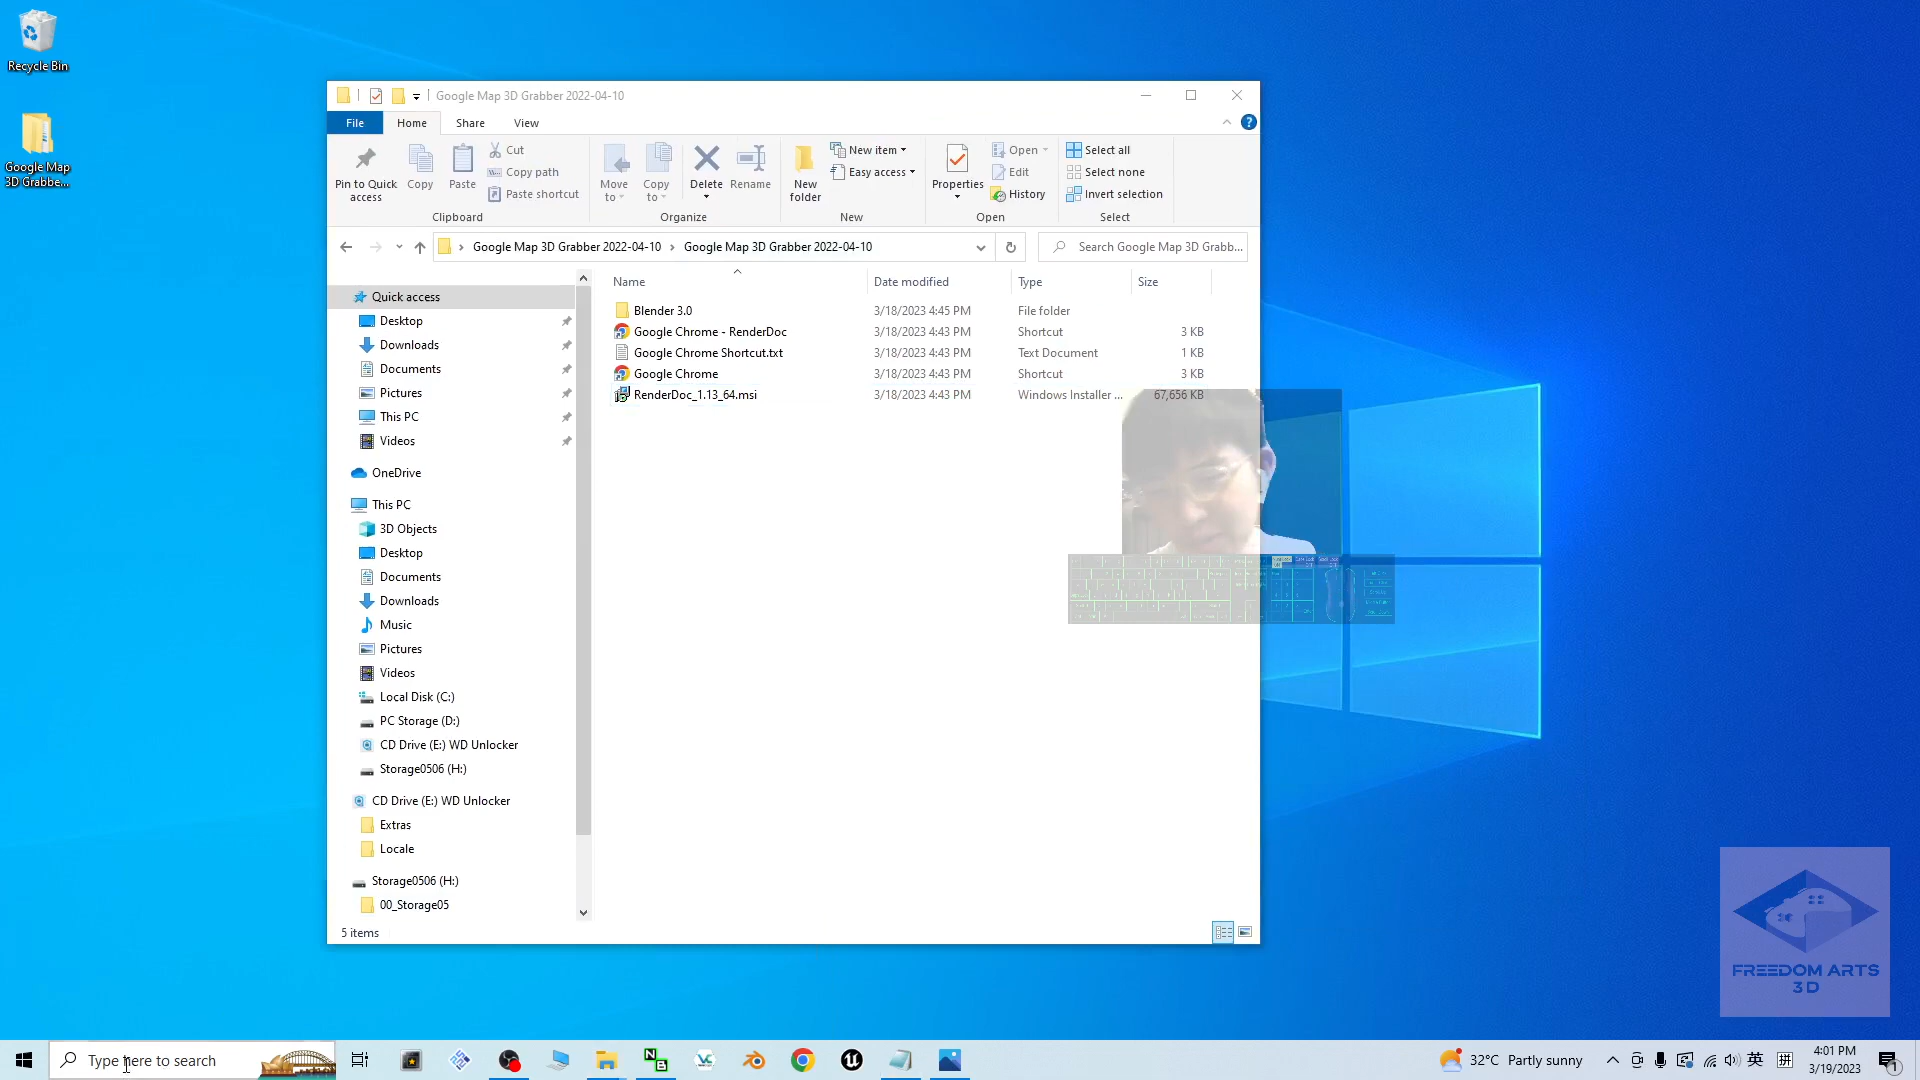 Recycle Bin
Google Map
3D Grabbe...
Google Map 3D Grabber 2022-04-10
File
Home
Share
View
Pin to Quick
access
Copy
Paste
Cut
Copy path
Paste shortcut
Clipboard
Move
to
Copy
to
Delete
Rename
Organize
New
folder
New item
Easy access
New
Properties
Open
Edit
History
Open
Select all
Select none
Invert selection
Select
Google Map 3D Grabber 2022-04-10
Google Map 3D Grabber 2022-04-10
Search Google Map 3D Grabb...
Name
Date modified
Type
Size
Blender 3.0
3/18/2023 4:45 PM
File folder
Google Chrome - RenderDoc
3/18/2023 4:43 PM
Shortcut
3 KB
Google Chrome Shortcut.txt
3/18/2023 4:43 PM
Text Document
1 KB
Google Chrome
3/18/2023 4:43 PM
Shortcut
3 KB
RenderDoc_1.13_64.msi
3/18/2023 4:43 PM
Windows Installer ...
67,656 KB
Quick access
Desktop
Downloads
Documents
Pictures
This PC
Videos
OneDrive
This PC
3D Objects
Desktop
Documents
Downloads
Music
Pictures
Videos
Local Disk (C:)
PC Storage (D:)
CD Drive (E:) WD Unlocker
Storage0506 (H:)
CD Drive (E:) WD Unlocker
Extras
Locale
Storage0506 (H:)
00_Storage05
5 items
FREEDOM ARTS
3D
Type here to search
32°C Partly sunny
英
拼
4:01 PM
3/19/2023
1